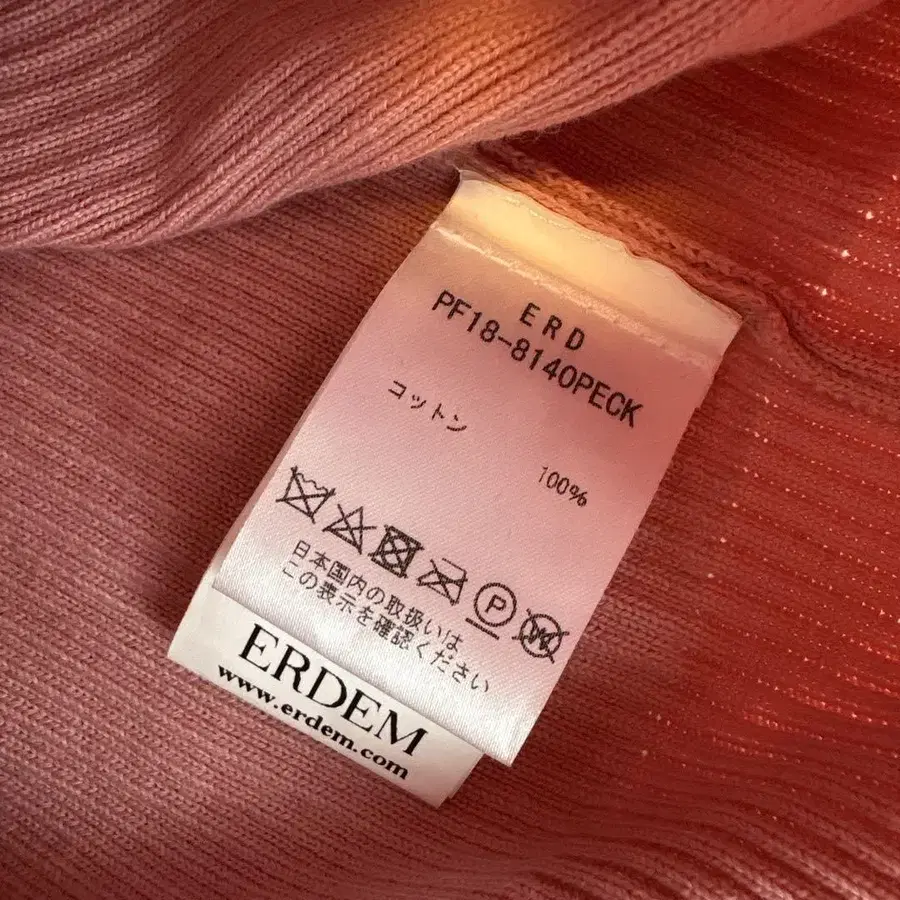 ERD
PF18-8140PECK
コットン
100%
P
W
日本国内の取扱いは
この表示を確認ください
ERDEM
www.erdem.com